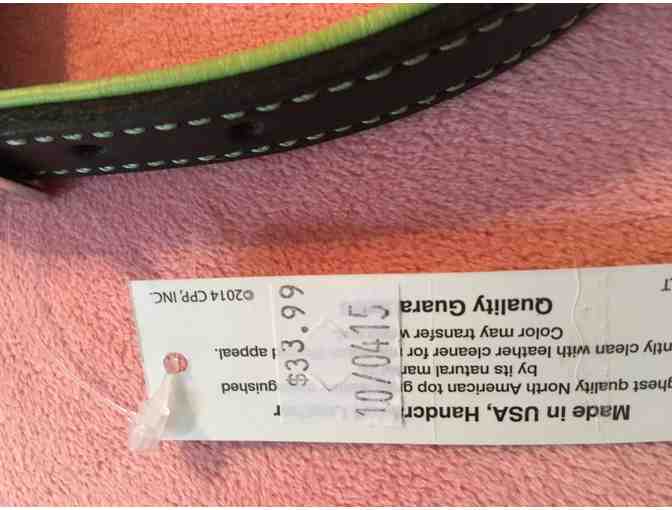 Made in USA, Handcr
ghest quality North American top g guished
by its natural mar
ntly clean with leather cleaner for d appeal.
Color may transfer w
Quality Guara
©2014 CPP, INC.
$33.99
10/0415